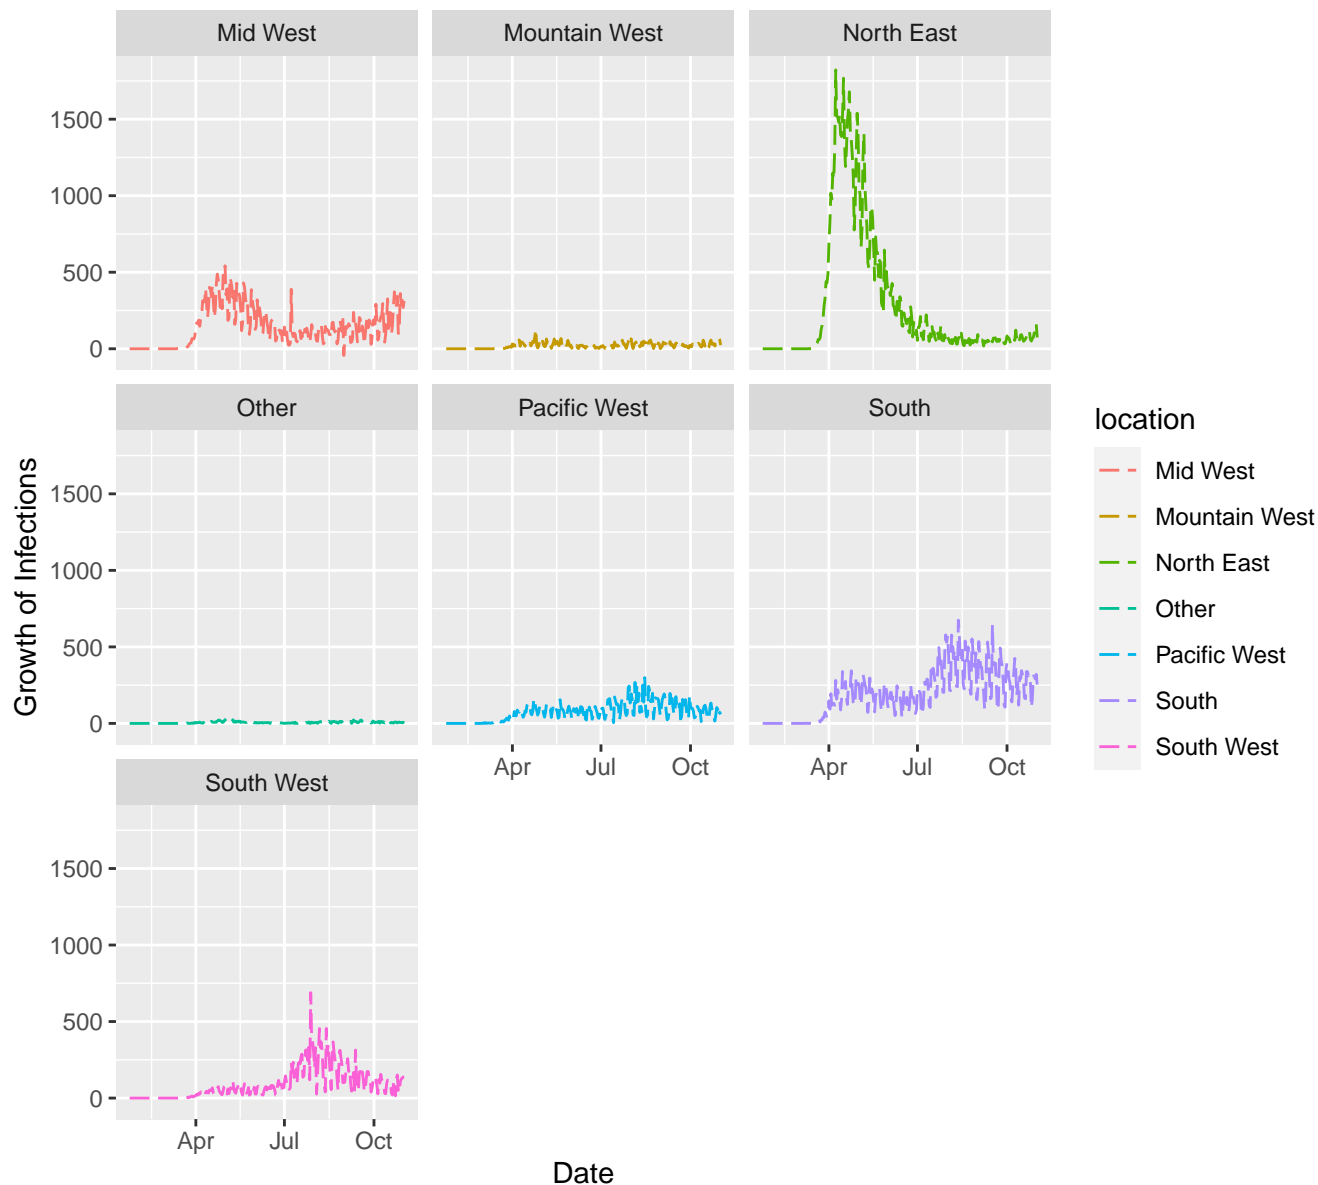 Mid West
Mountain West
North East
1500
1000
500
0
Other
Pacific West
South
1500
1000
500
0
Apr Jul Oct
Apr Jul Oct
South West
1500
1000
500
0
Apr Jul Oct
Date
Growth of Infections
location
Mid West
Mountain West
North East
Other
Pacific West
South
South West